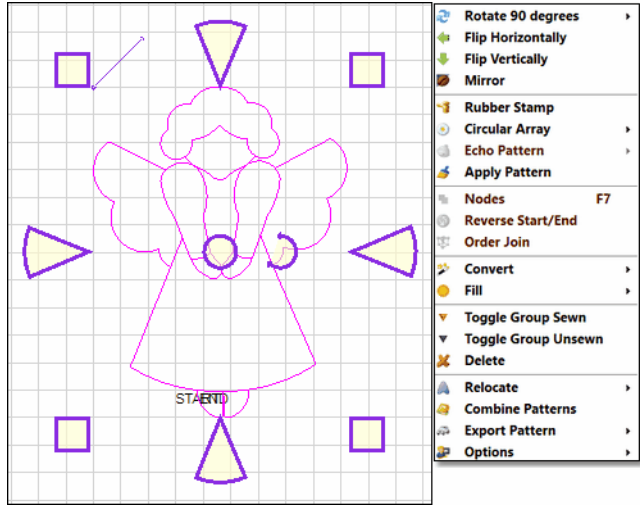 Rotate 90 degrees
Flip Horizontally
Flip Vertically
Mirror
Rubber Stamp
Circular Array
Echo Pattern
Apply Pattern
Nodes F7
Reverse Start/End
Order Join
Convert
Fill
Toggle Group Sewn
Toggle Group Unsewn
Delete
Relocate
Combine Patterns
Export Pattern
Options